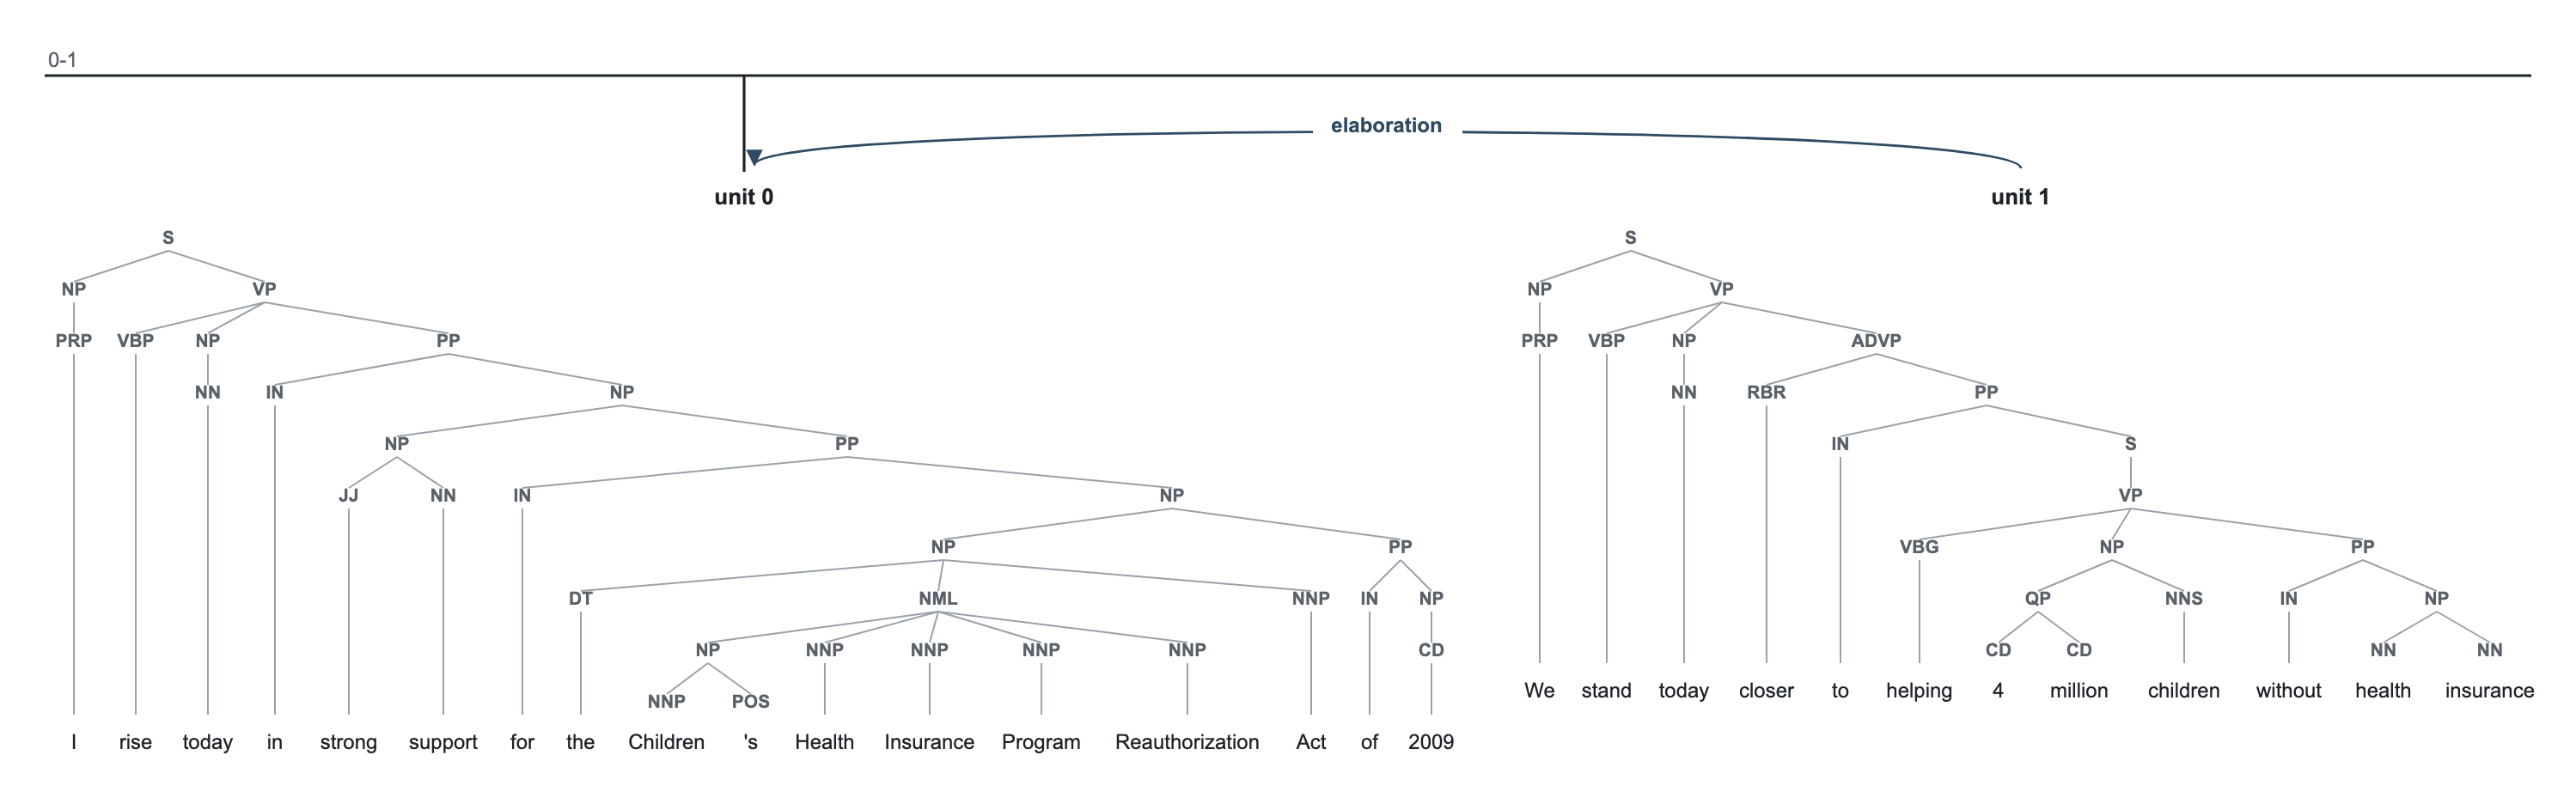 0-1
elaboration
unit 0 unit 1
S S
NP VP NP VP
PRP VBP NP PP PRP VBP NP ADVP
NN IN NP NN RBR PP
NP PP IN S
JJ NN IN NP VP
NP PP VBG NP PP
DT NML NNP IN NP QP NNS IN NP
NP NNP NNP NNP NNP CD CD CD NN NN
NNP POS
We stand today closer to helping 4 million children without health insurance
I rise today in strong support for the Children 's Health Insurance Program Reauthorization Act of 2009